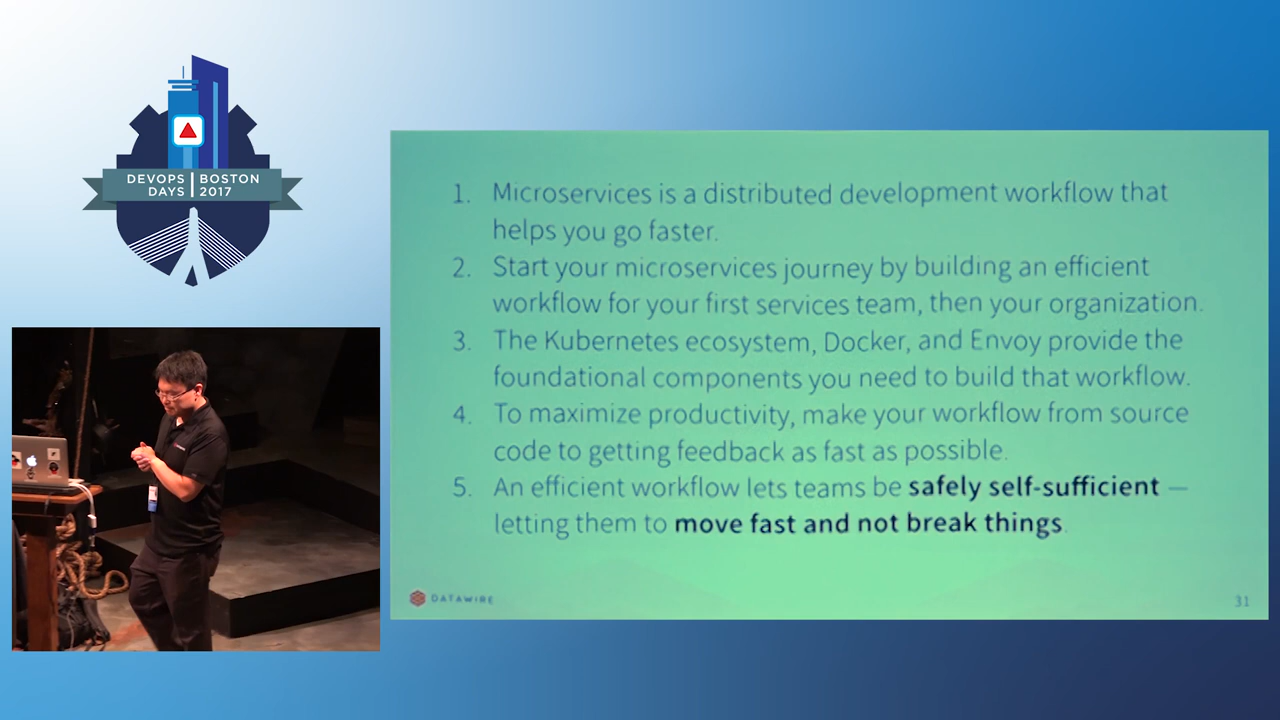 DEVOPS DAYS | BOSTON 2017
1. Microservices is a distributed development workflow that
helps you go faster.
2. Start your microservices journey by building an efficient
workflow for your first services team, then your organization.
3. The Kubernetes ecosystem, Docker, and Envoy provide the
foundational components you need to build that workflow.
4. To maximize productivity, make your workflow from source
code to getting feedback as fast as possible.
5. An efficient workflow lets teams be safely self-sufficient —
letting them to move fast and not break things.
DATAWIRE
31